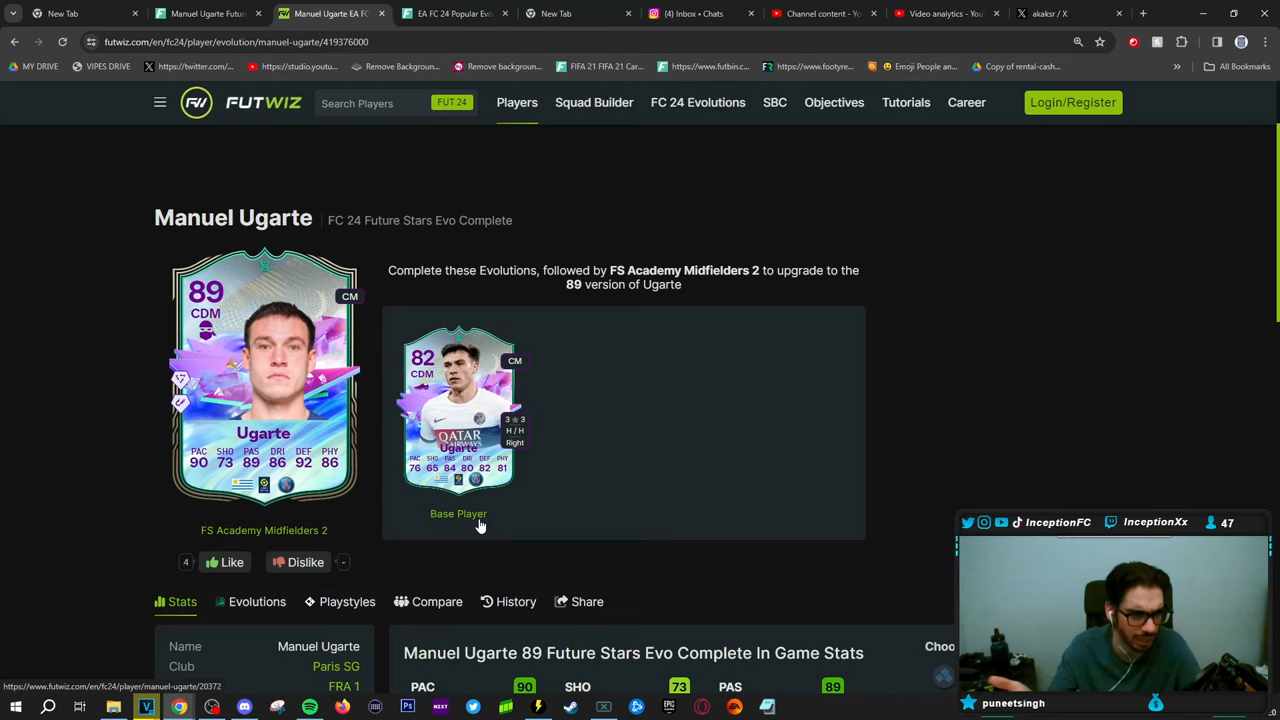 New Tab
Manuel Ugarte Futur
Manuel Ugarte EA FC
EA FC 24 Popular Evo
New Tab
(4) Inbox • Chats
Channel content - Yo
Video analytics - You
akaksr / X
futwiz.com/en/fc24/player/evolution/manuel-ugarte/419376000
MY DRIVE
VIPES DRIVE
https://twitter.com/...
https://studio.youtu...
Remove Backgroun...
Remove backgroun...
FIFA 21 FIFA 21 Car...
https://www.futbin.c...
https://www.footyre...
Emoji People an...
Copy of rental-cash...
All Bookmarks
FW
FUTWIZ
Search Players
FUT 24
Players
Squad Builder
FC 24 Evolutions
SBC
Objectives
Tutorials
Career
Login/Register
Manuel Ugarte
FC 24 Future Stars Evo Complete
89
CDM
CM
Ugarte
PAC SHO PAS DRI DEF PHY
90 73 89 86 92 86
FS Academy Midfielders 2
4
Like
Dislike
-
Complete these Evolutions, followed by FS Academy Midfielders 2 to upgrade to the
89 version of Ugarte
82
CDM
CM
3 ★ 3
H / H
Right
QATAR
AIRWAYS
Ugarte
PAC SHO PAS DRI DEF PHY
76 65 84 80 82 81
Base Player
Stats
Evolutions
Playstyles
Compare
History
Share
Name
Manuel Ugarte
Club
Paris SG
FRA 1
Manuel Ugarte 89 Future Stars Evo Complete In Game Stats
PAC
90
SHO
73
PAS
89
Choo
InceptionFC
InceptionXx
47
puneetsingh
https://www.futwiz.com/en/fc24/player/manuel-ugarte/20372